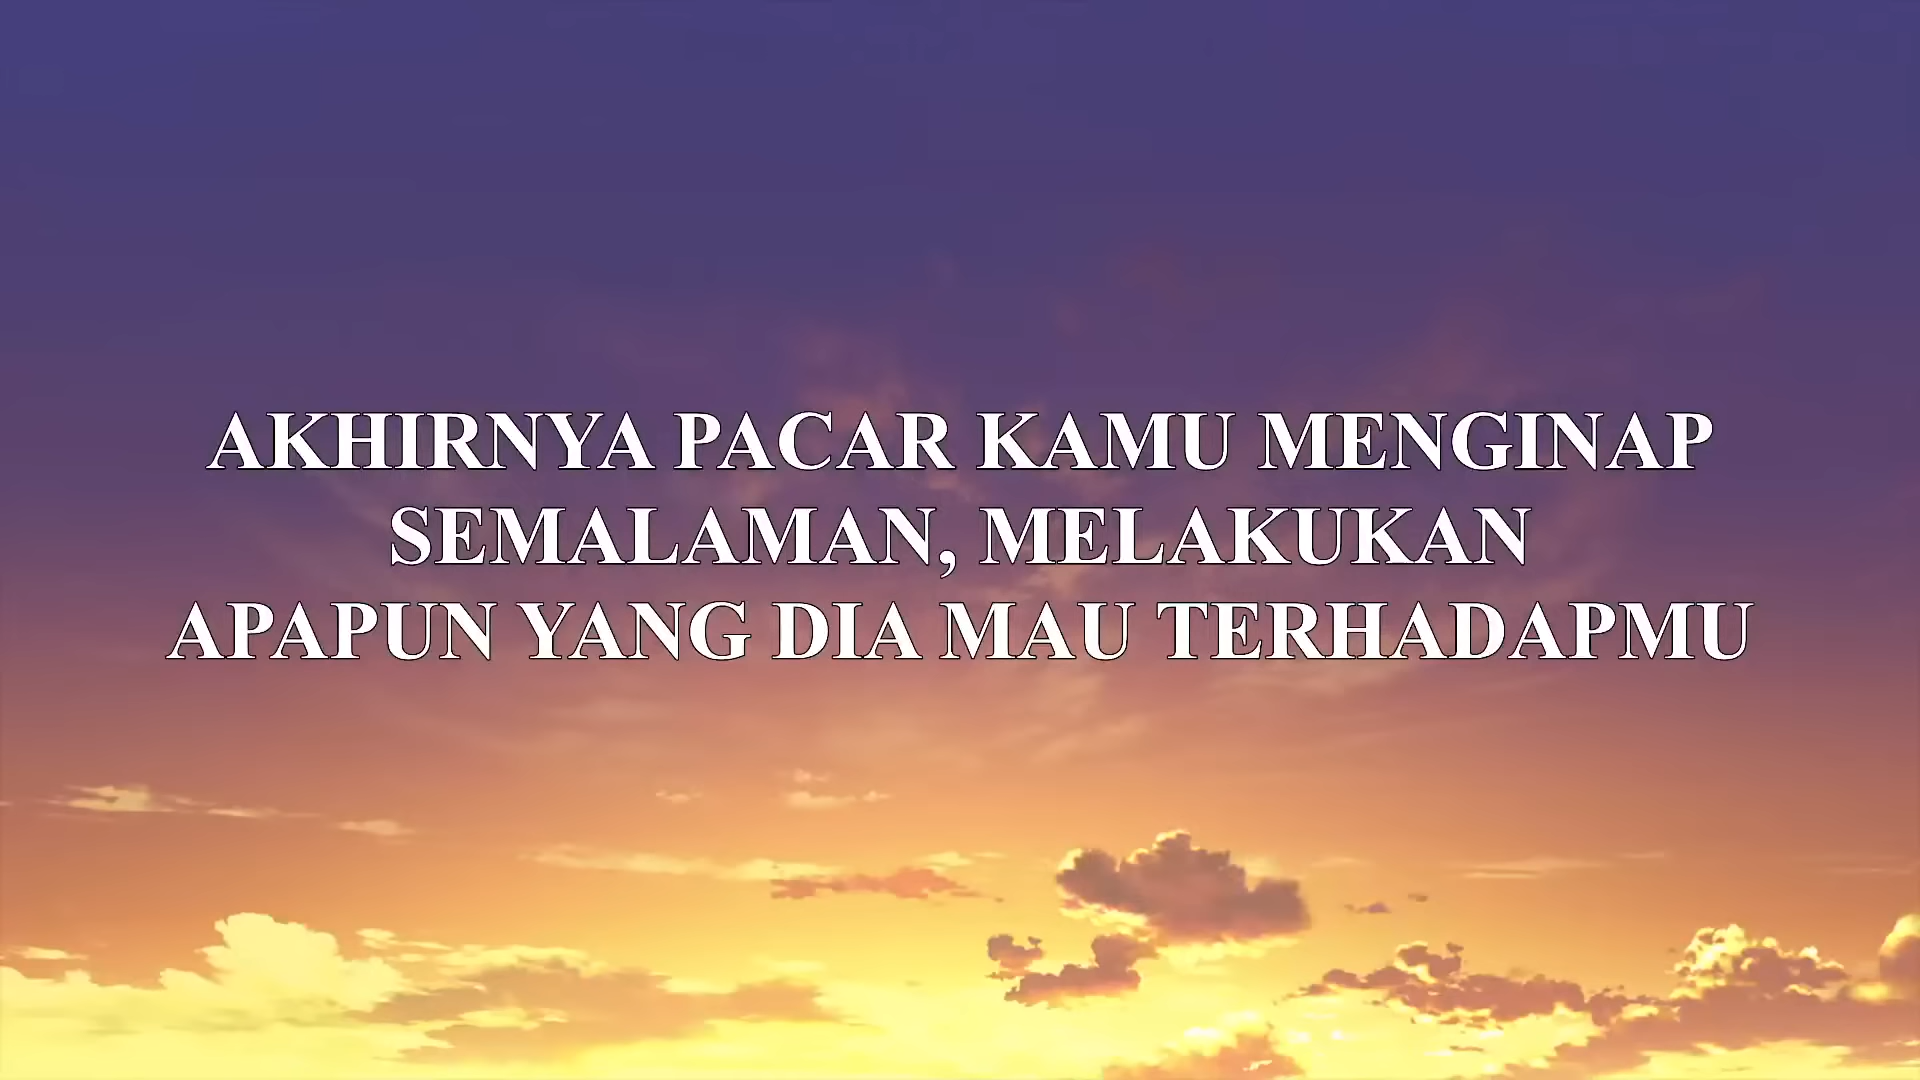 AKHIRNYA PACAR KAMU MENGINAP
SEMALAMAN, MELAKUKAN
APAPUN YANG DIA MAU TERHADAPMU